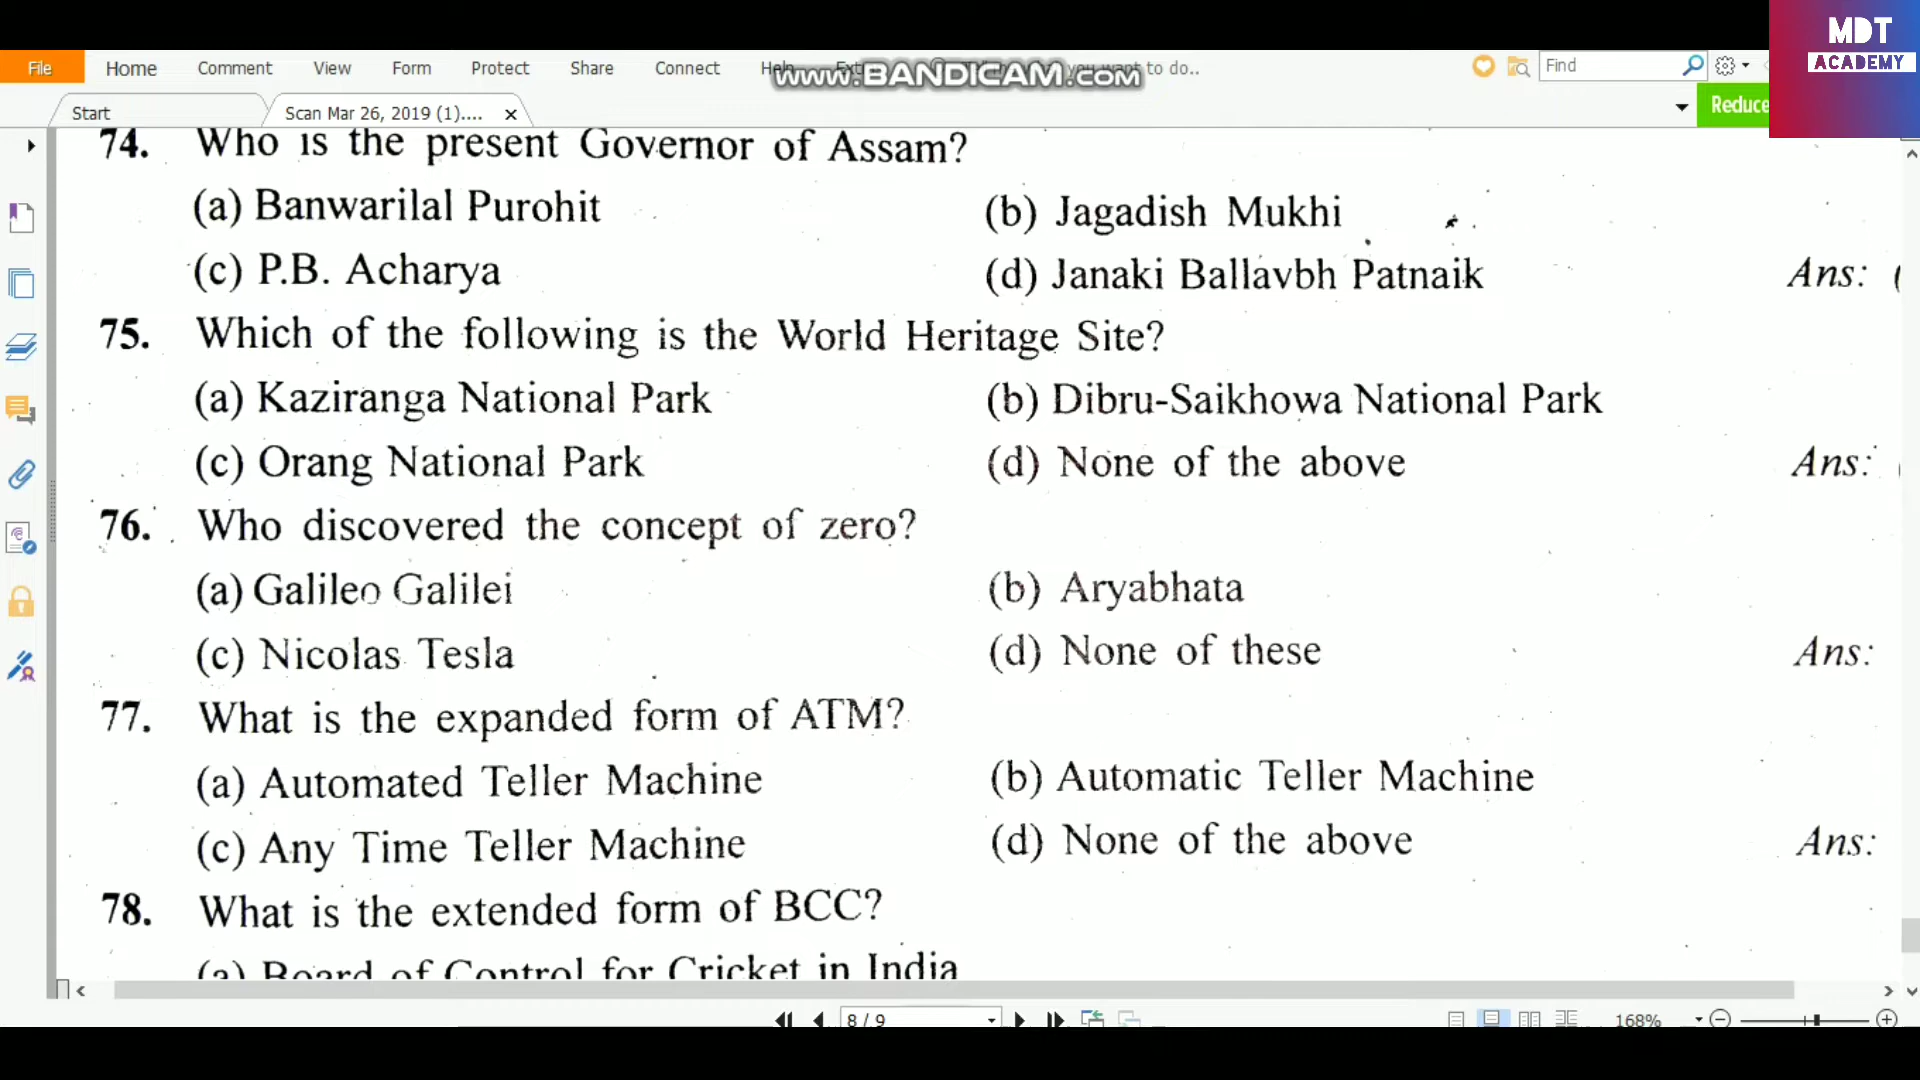 MDT
ACADEMY
File Home Comment View Form Protect Share Connect Help you want to do..
www.BANDICAM.com
Find
Start Scan Mar 26, 2019 (1)....
Reduce
74. Who is the present Governor of Assam?
(a) Banwarilal Purohit (b) Jagadish Mukhi
(c) P.B. Acharya (d) Janaki Ballavbh Patnaik Ans: (
75. Which of the following is the World Heritage Site?
(a) Kaziranga National Park (b) Dibru-Saikhowa National Park
(c) Orang National Park (d) None of the above Ans:
76. Who discovered the concept of zero?
(a) Galileo Galilei (b) Aryabhata
(c) Nicolas Tesla (d) None of these Ans:
77. What is the expanded form of ATM?
(a) Automated Teller Machine (b) Automatic Teller Machine
(c) Any Time Teller Machine (d) None of the above Ans:
78. What is the extended form of BCC?
(a) Board of Control for Cricket in India
8 / 9 168%